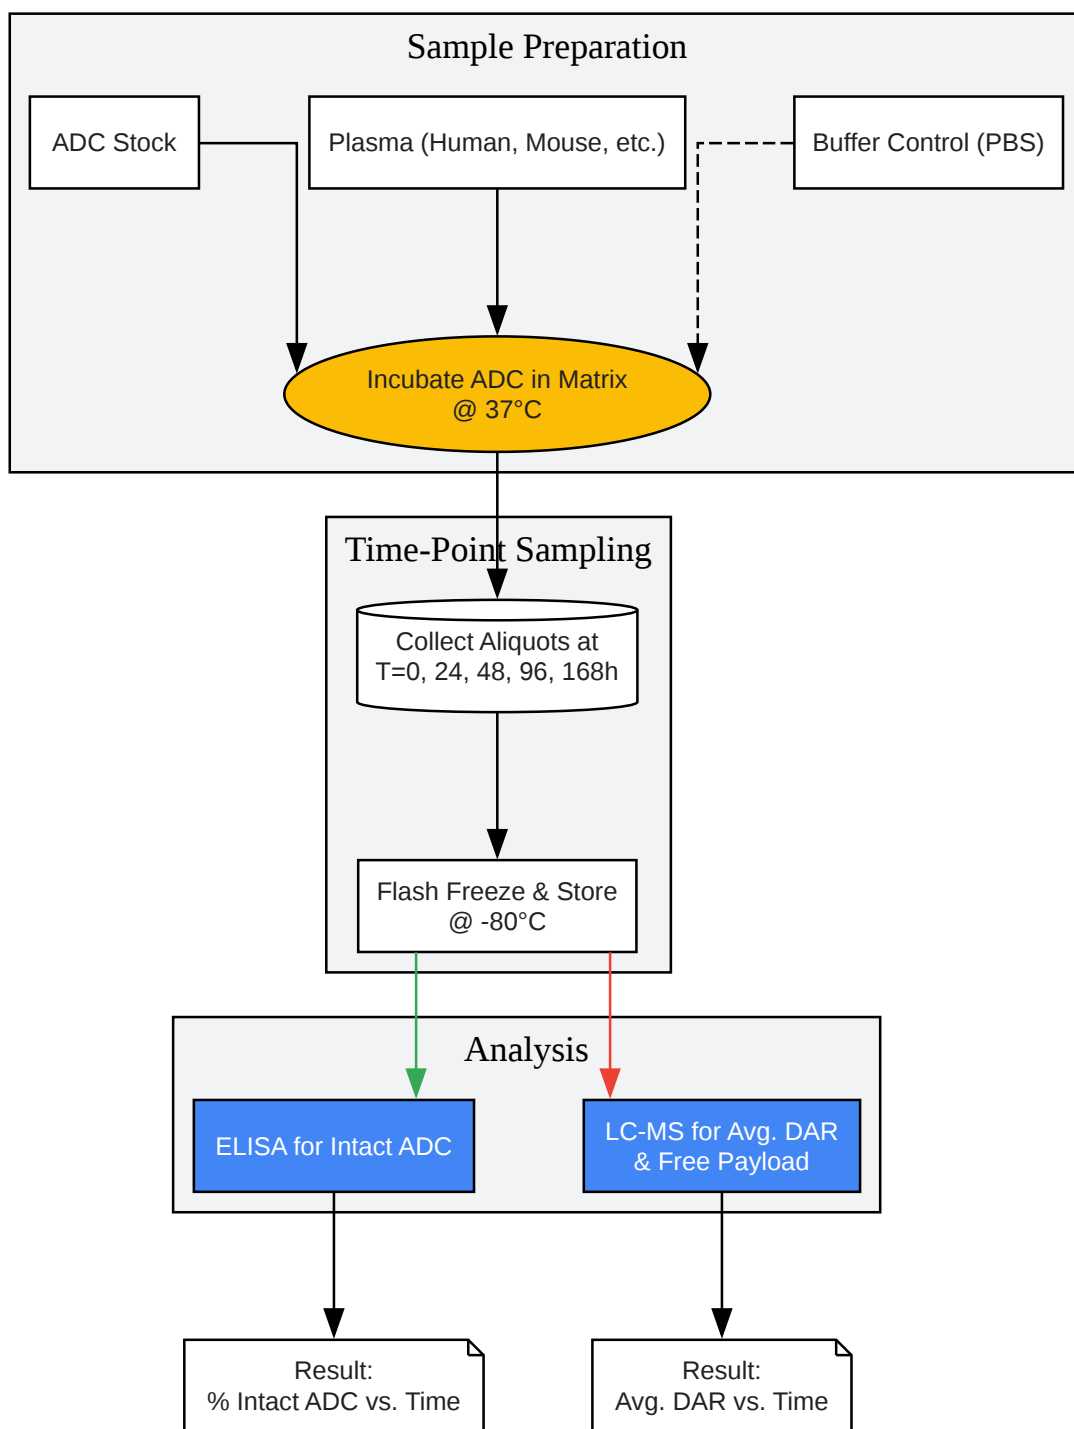 Sample Preparation
ADC Stock
Plasma (Human, Mouse, etc.)
Buffer Control (PBS)
Incubate ADC in Matrix
@ 37°C
Time-Point Sampling
Collect Aliquots at
T=0, 24, 48, 96, 168h
Flash Freeze & Store
@ -80°C
Analysis
ELISA for Intact ADC
LC-MS for Avg. DAR
& Free Payload
Result:
% Intact ADC vs. Time
Result:
Avg. DAR vs. Time